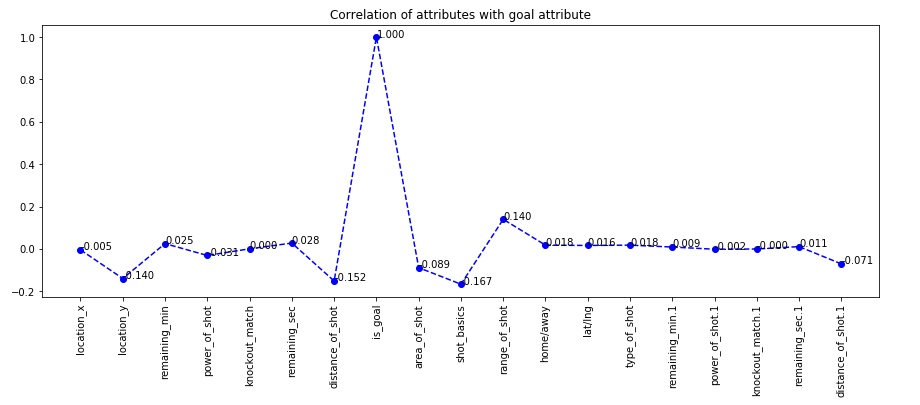 Correlation of attributes with goal attribute
1.0
0.8
0.6
0.4
0.2
0.0
−0.2
-0.005
-0.140
0.025
-0.031
0.000
0.028
-0.152
1.000
-0.089
-0.167
0.140
0.018
0.016
0.018
0.009
-0.002
-0.000
0.011
-0.071
location_x
location_y
remaining_min
power_of_shot
knockout_match
remaining_sec
distance_of_shot
is_goal
area_of_shot
shot_basics
range_of_shot
home/away
lat/lng
type_of_shot
remaining_min.1
power_of_shot.1
knockout_match.1
remaining_sec.1
distance_of_shot.1